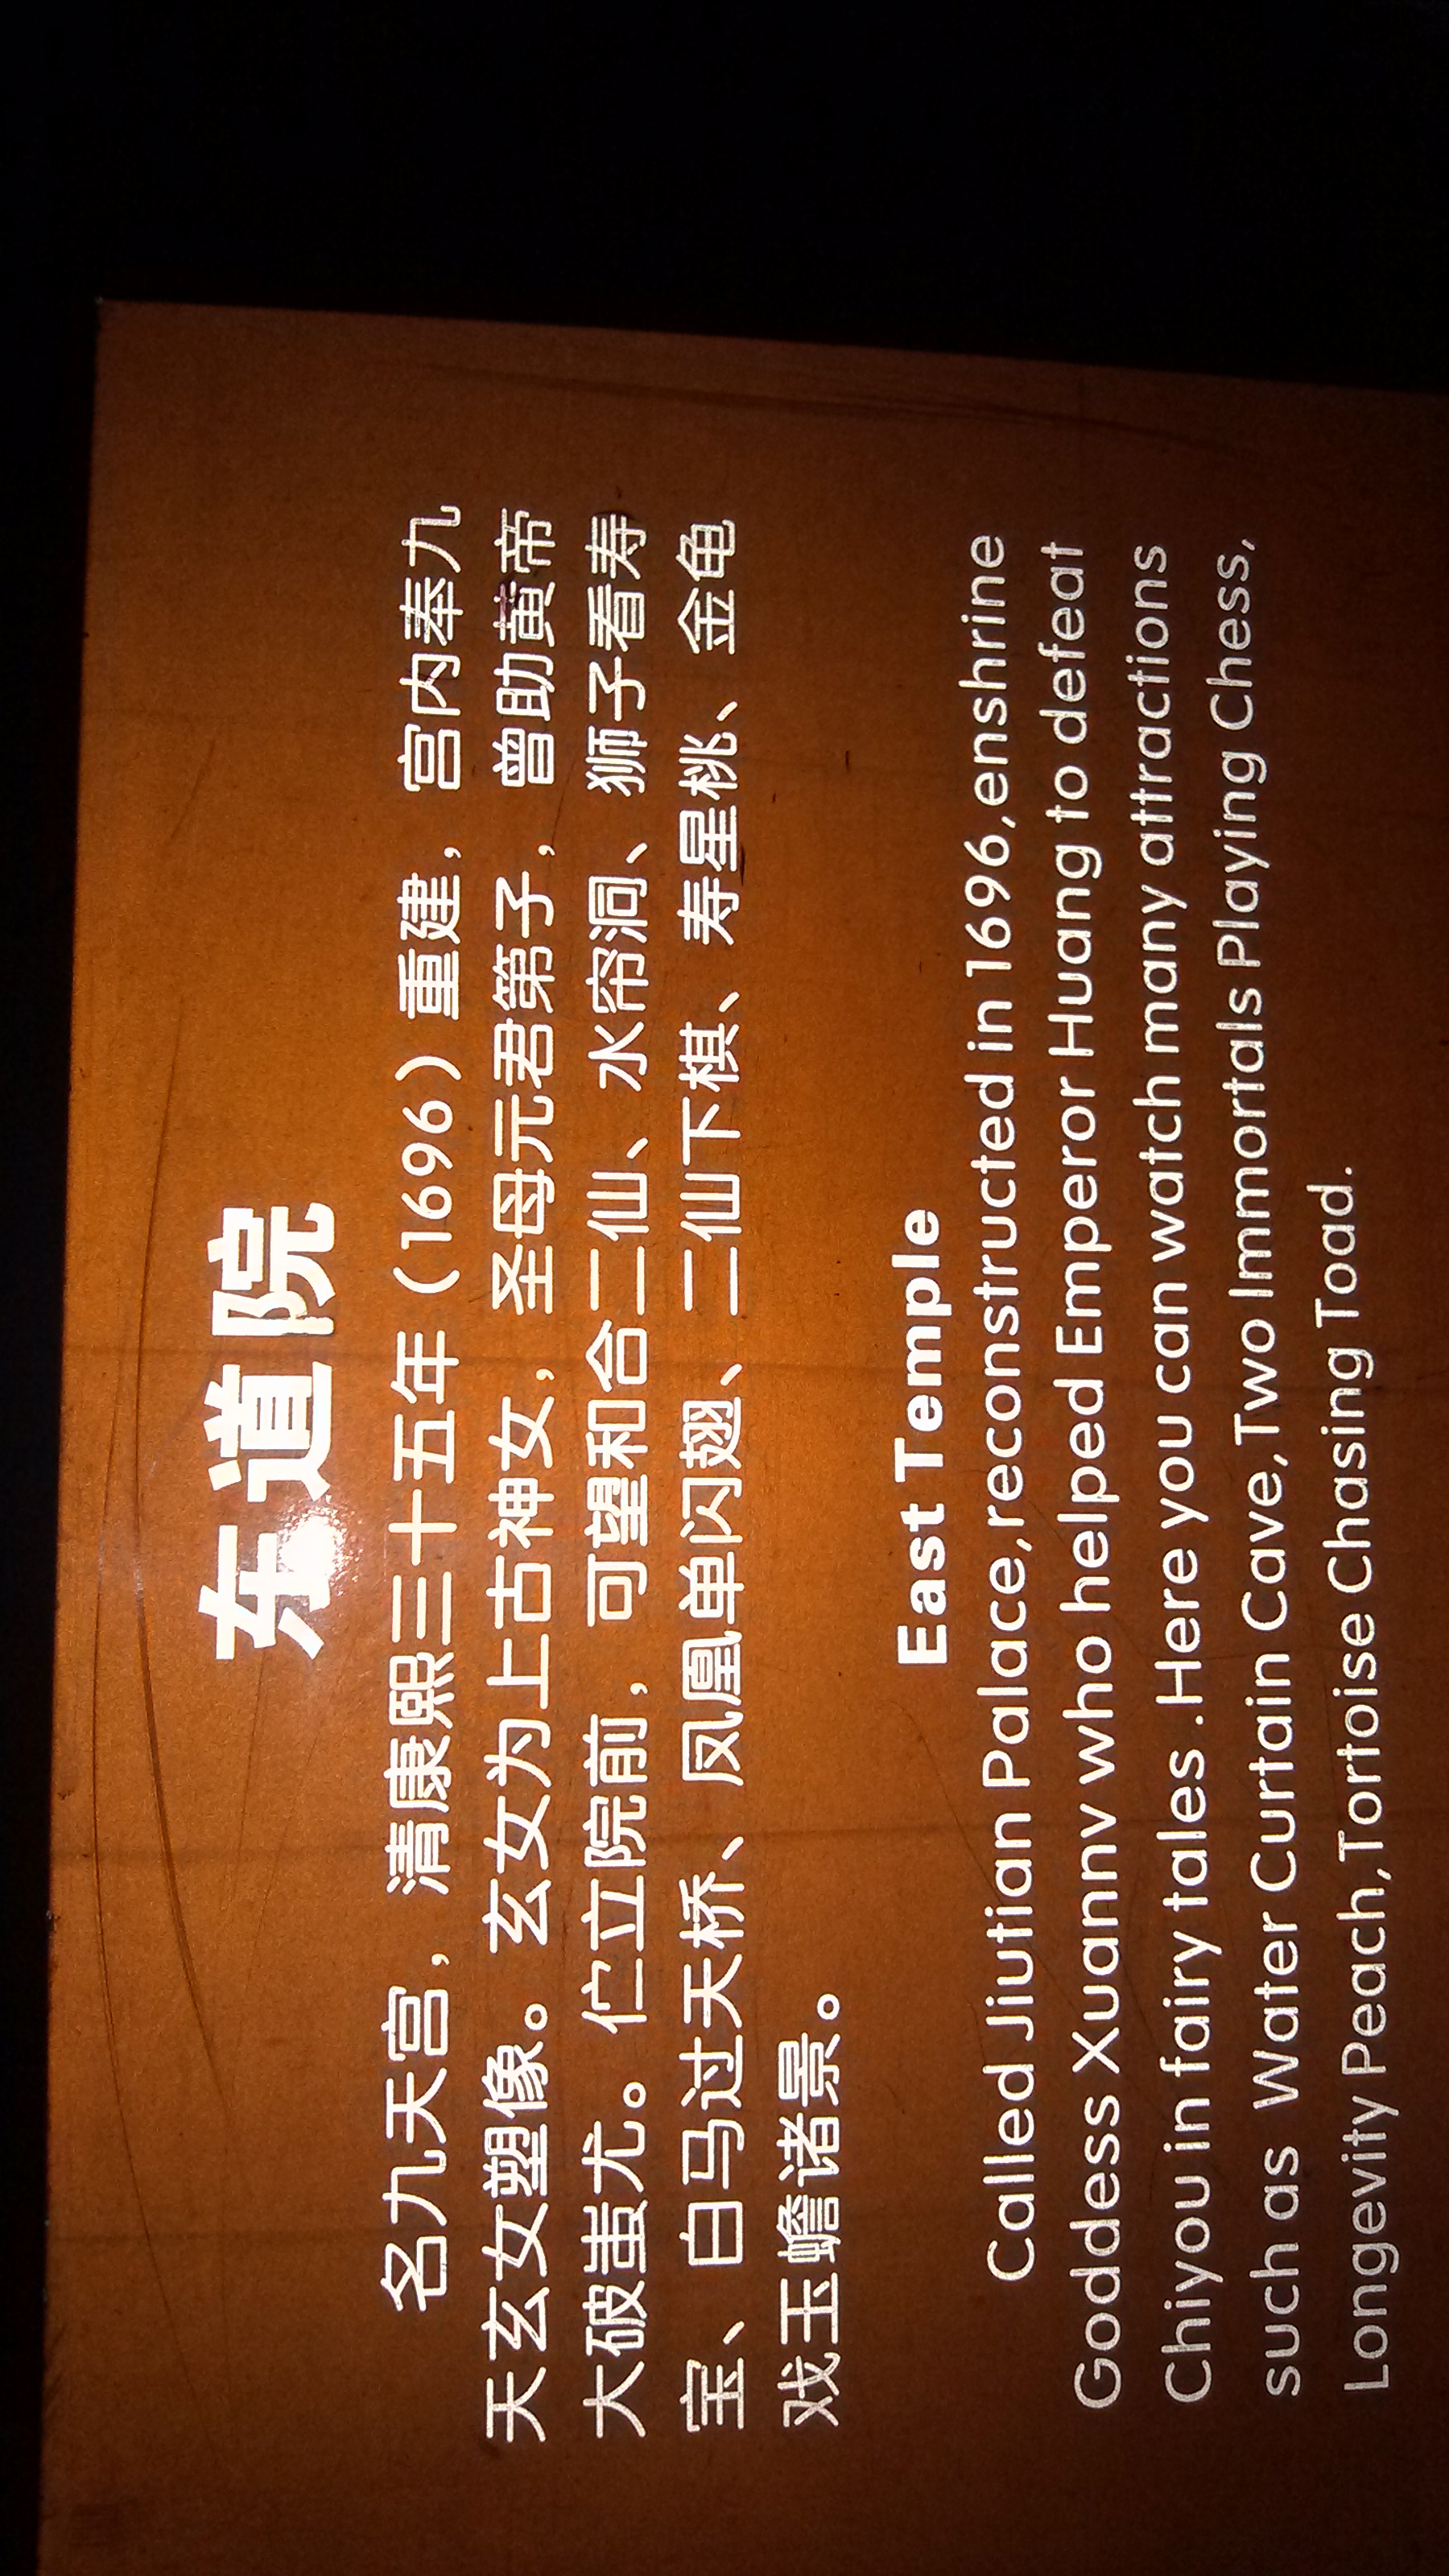 东道院
名九天宫，清康熙三十五年（1696）重建，宫内奉九
天玄女塑像。玄女为上古神女，圣母元君第子，曾助黄帝
大破蚩尤。伫立院前，可望和合二仙、水帘洞、狮子看寿
宝、白马过天桥、凤凰单闪翅、二仙下棋、寿星桃、金龟
戏玉蟾诸景。
East Temple
Called Jiutian Palace,reconstructed in 1696,enshrine
Goddess Xuannv who helped Emperor Huang to defeat
Chiyou in fairy tales .Here you can watch many attractions
such as Water Curtain Cave,Two Immortals Playing Chess,
Longevity Peach,Tortoise Chasing Toad.